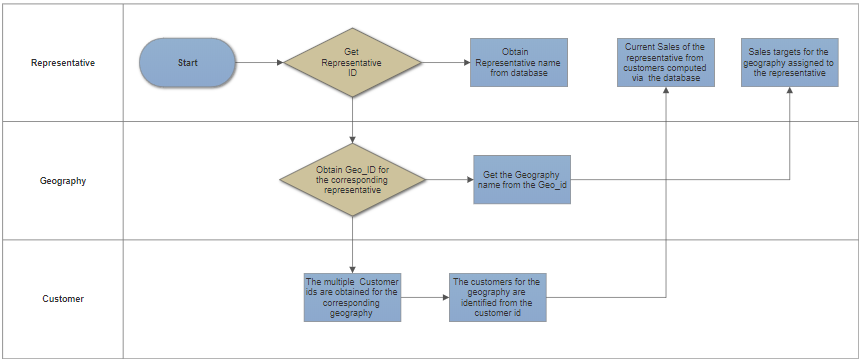 Representative
Start
Get
Representative
ID
Obtain
Representative name
from database
Current Sales of the
representative from
customers computed
via the database
Sales targets for the
geography assigned to
the representative
Geography
Obtain Geo_ID for
the corresponding
representative
Get the Geography
name from the Geo_id
Customer
The multiple Customer
ids are obtained for the
corresponding
geography
The customers for the
geography are
identified from the
customer id